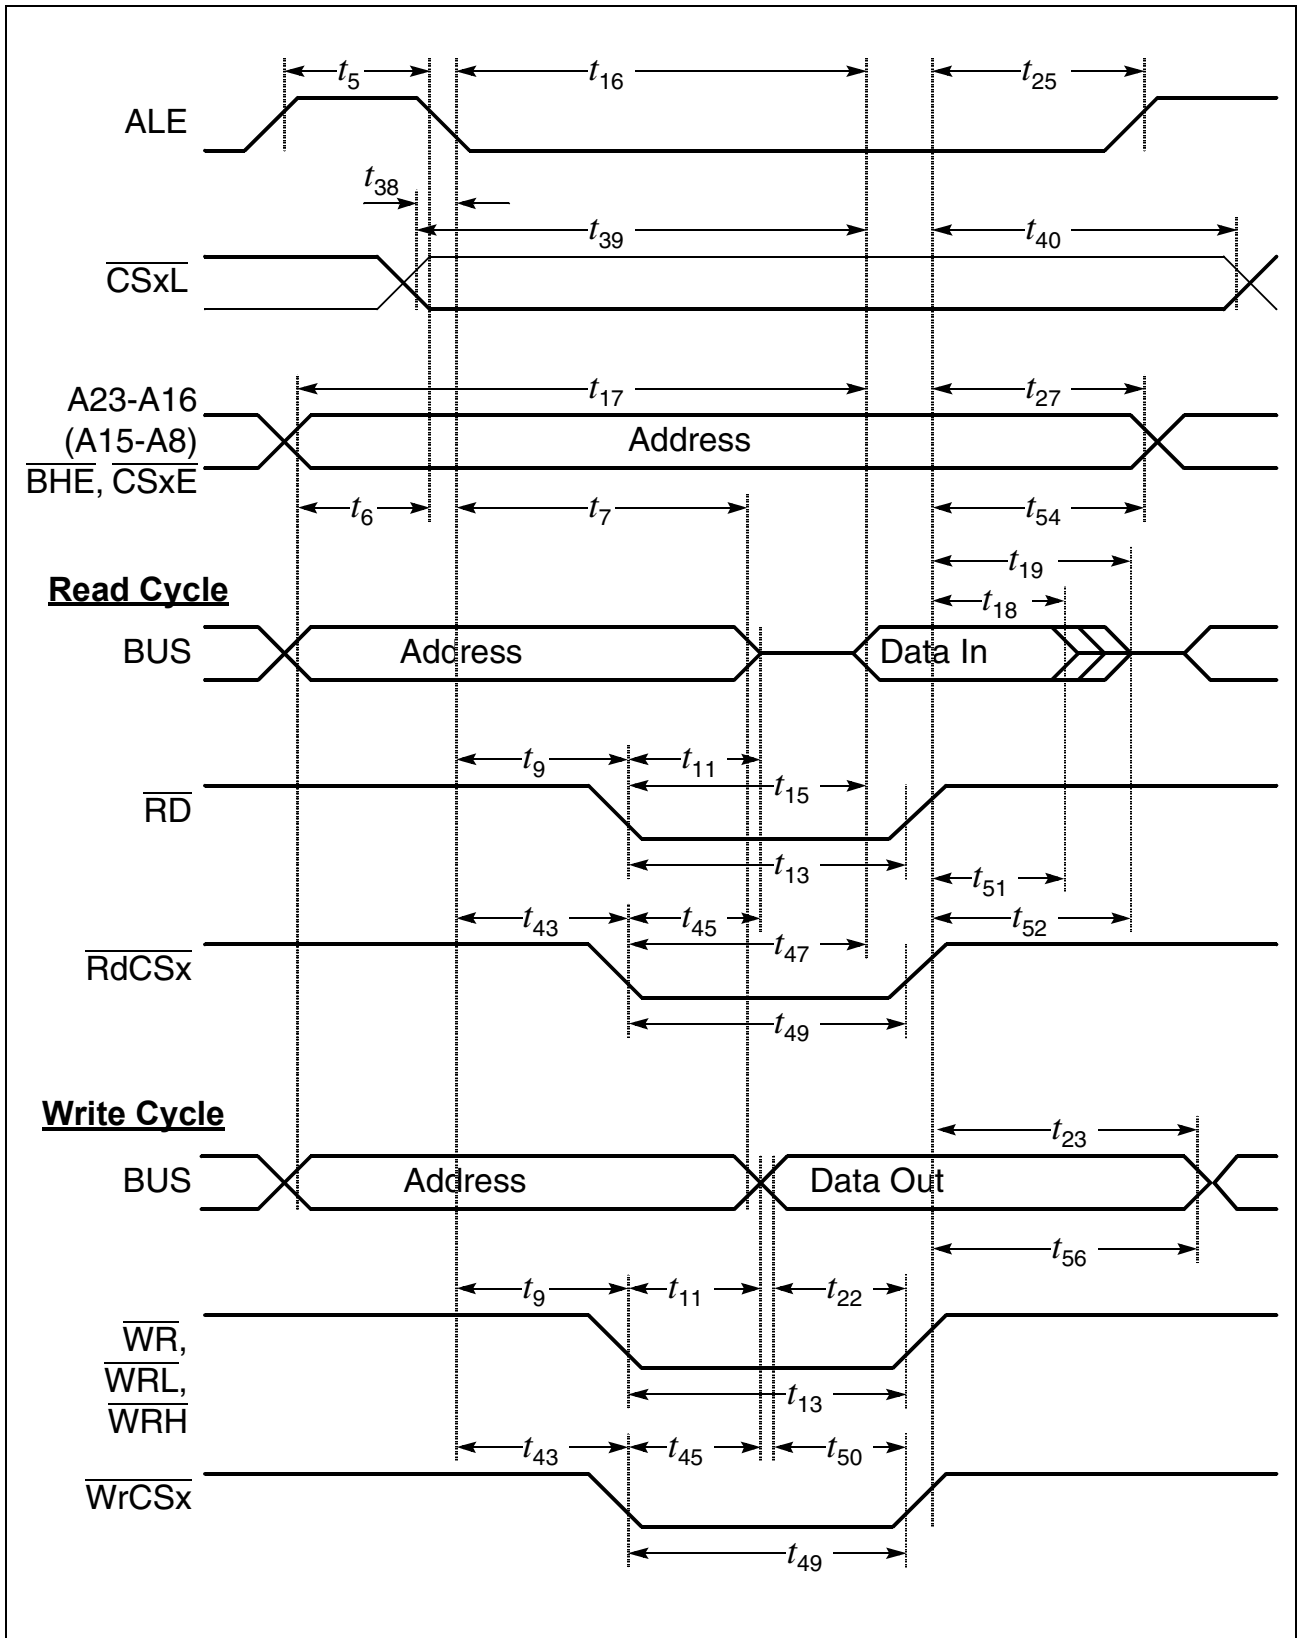 t5 t16 t25
ALE
t38
t39 t40
CSxL
t17 t27
A23-A16
(A15-A8)
BHE, CSxE
Address
t6 t7 t54
t19
Read Cycle
t18
BUS Address Data In
t9 t11
t15
RD
t13
t51
t43 t45 t52
t47
RdCSx
t49
Write Cycle
t23
BUS Address Data Out
t56
t9 t11 t22
WR,
WRL,
t13
WRH
t43 t45 t50
WrCSx
t49